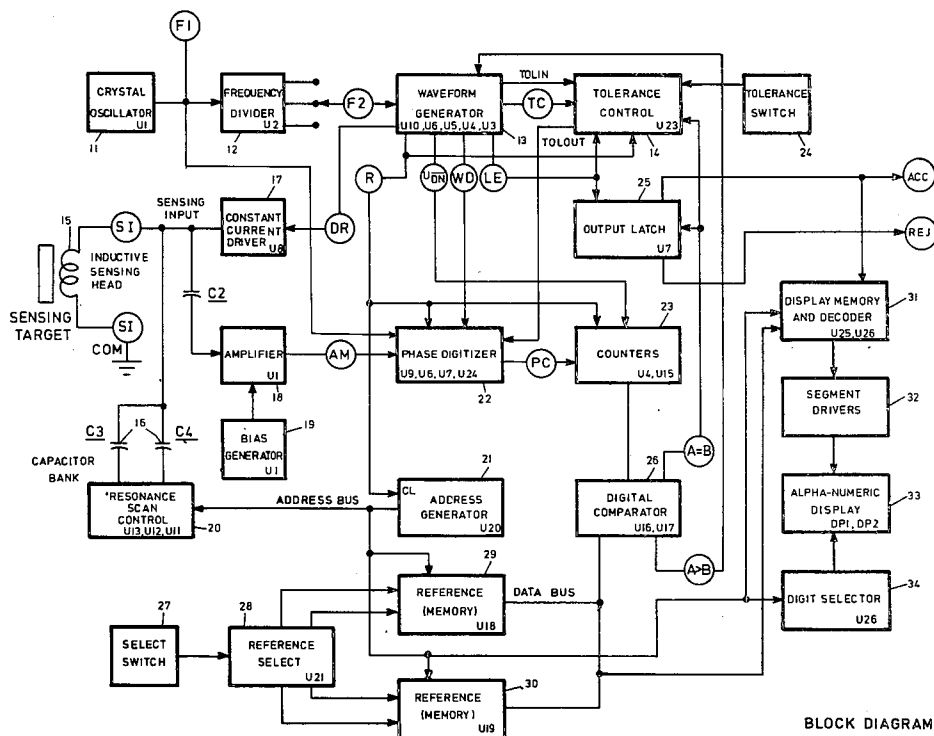 F1
CRYSTAL
OSCILLATOR
U1
11
FREQUENCY
DIVIDER
U2
12
F2
WAVEFORM
GENERATOR
U10,U6,U5,U4,U3
13
TOLIN
TC
TOLOUT
TOLERANCE
CONTROL
U23
14
TOLERANCE
SWITCH
24
R
UDN
WD
LE
17
SENSING
INPUT
CONSTANT
CURRENT
DRIVER
U8
DR
25
OUTPUT LATCH
U7
ACC
REJ
15
SI
INDUCTIVE
SENSING
HEAD
SENSING
TARGET
SI
COM
C2
AMPLIFIER
U1
18
AM
PHASE DIGITIZER
U9,U6,U7,U24
22
PC
23
COUNTERS
U4,U15
DISPLAY MEMORY
AND DECODER
U25,U26
31
SEGMENT
DRIVERS
32
BIAS
GENERATOR
U1
19
C3
16
C4
CAPACITOR
BANK
"RESONANCE
SCAN
CONTROL
U13,U12,U11
20
ADDRESS BUS
21
CL
ADDRESS
GENERATOR
U20
A=B
26
DIGITAL
COMPARATOR
U16,U17
A>B
ALPHA-NUMERIC
DISPLAY
DP1, DP2
33
29
REFERENCE
(MEMORY)
U18
DATA BUS
DIGIT SELECTOR
U26
34
27
SELECT
SWITCH
28
REFERENCE
SELECT
U21
30
REFERENCE
(MEMORY)
U19
BLOCK DIAGRAM